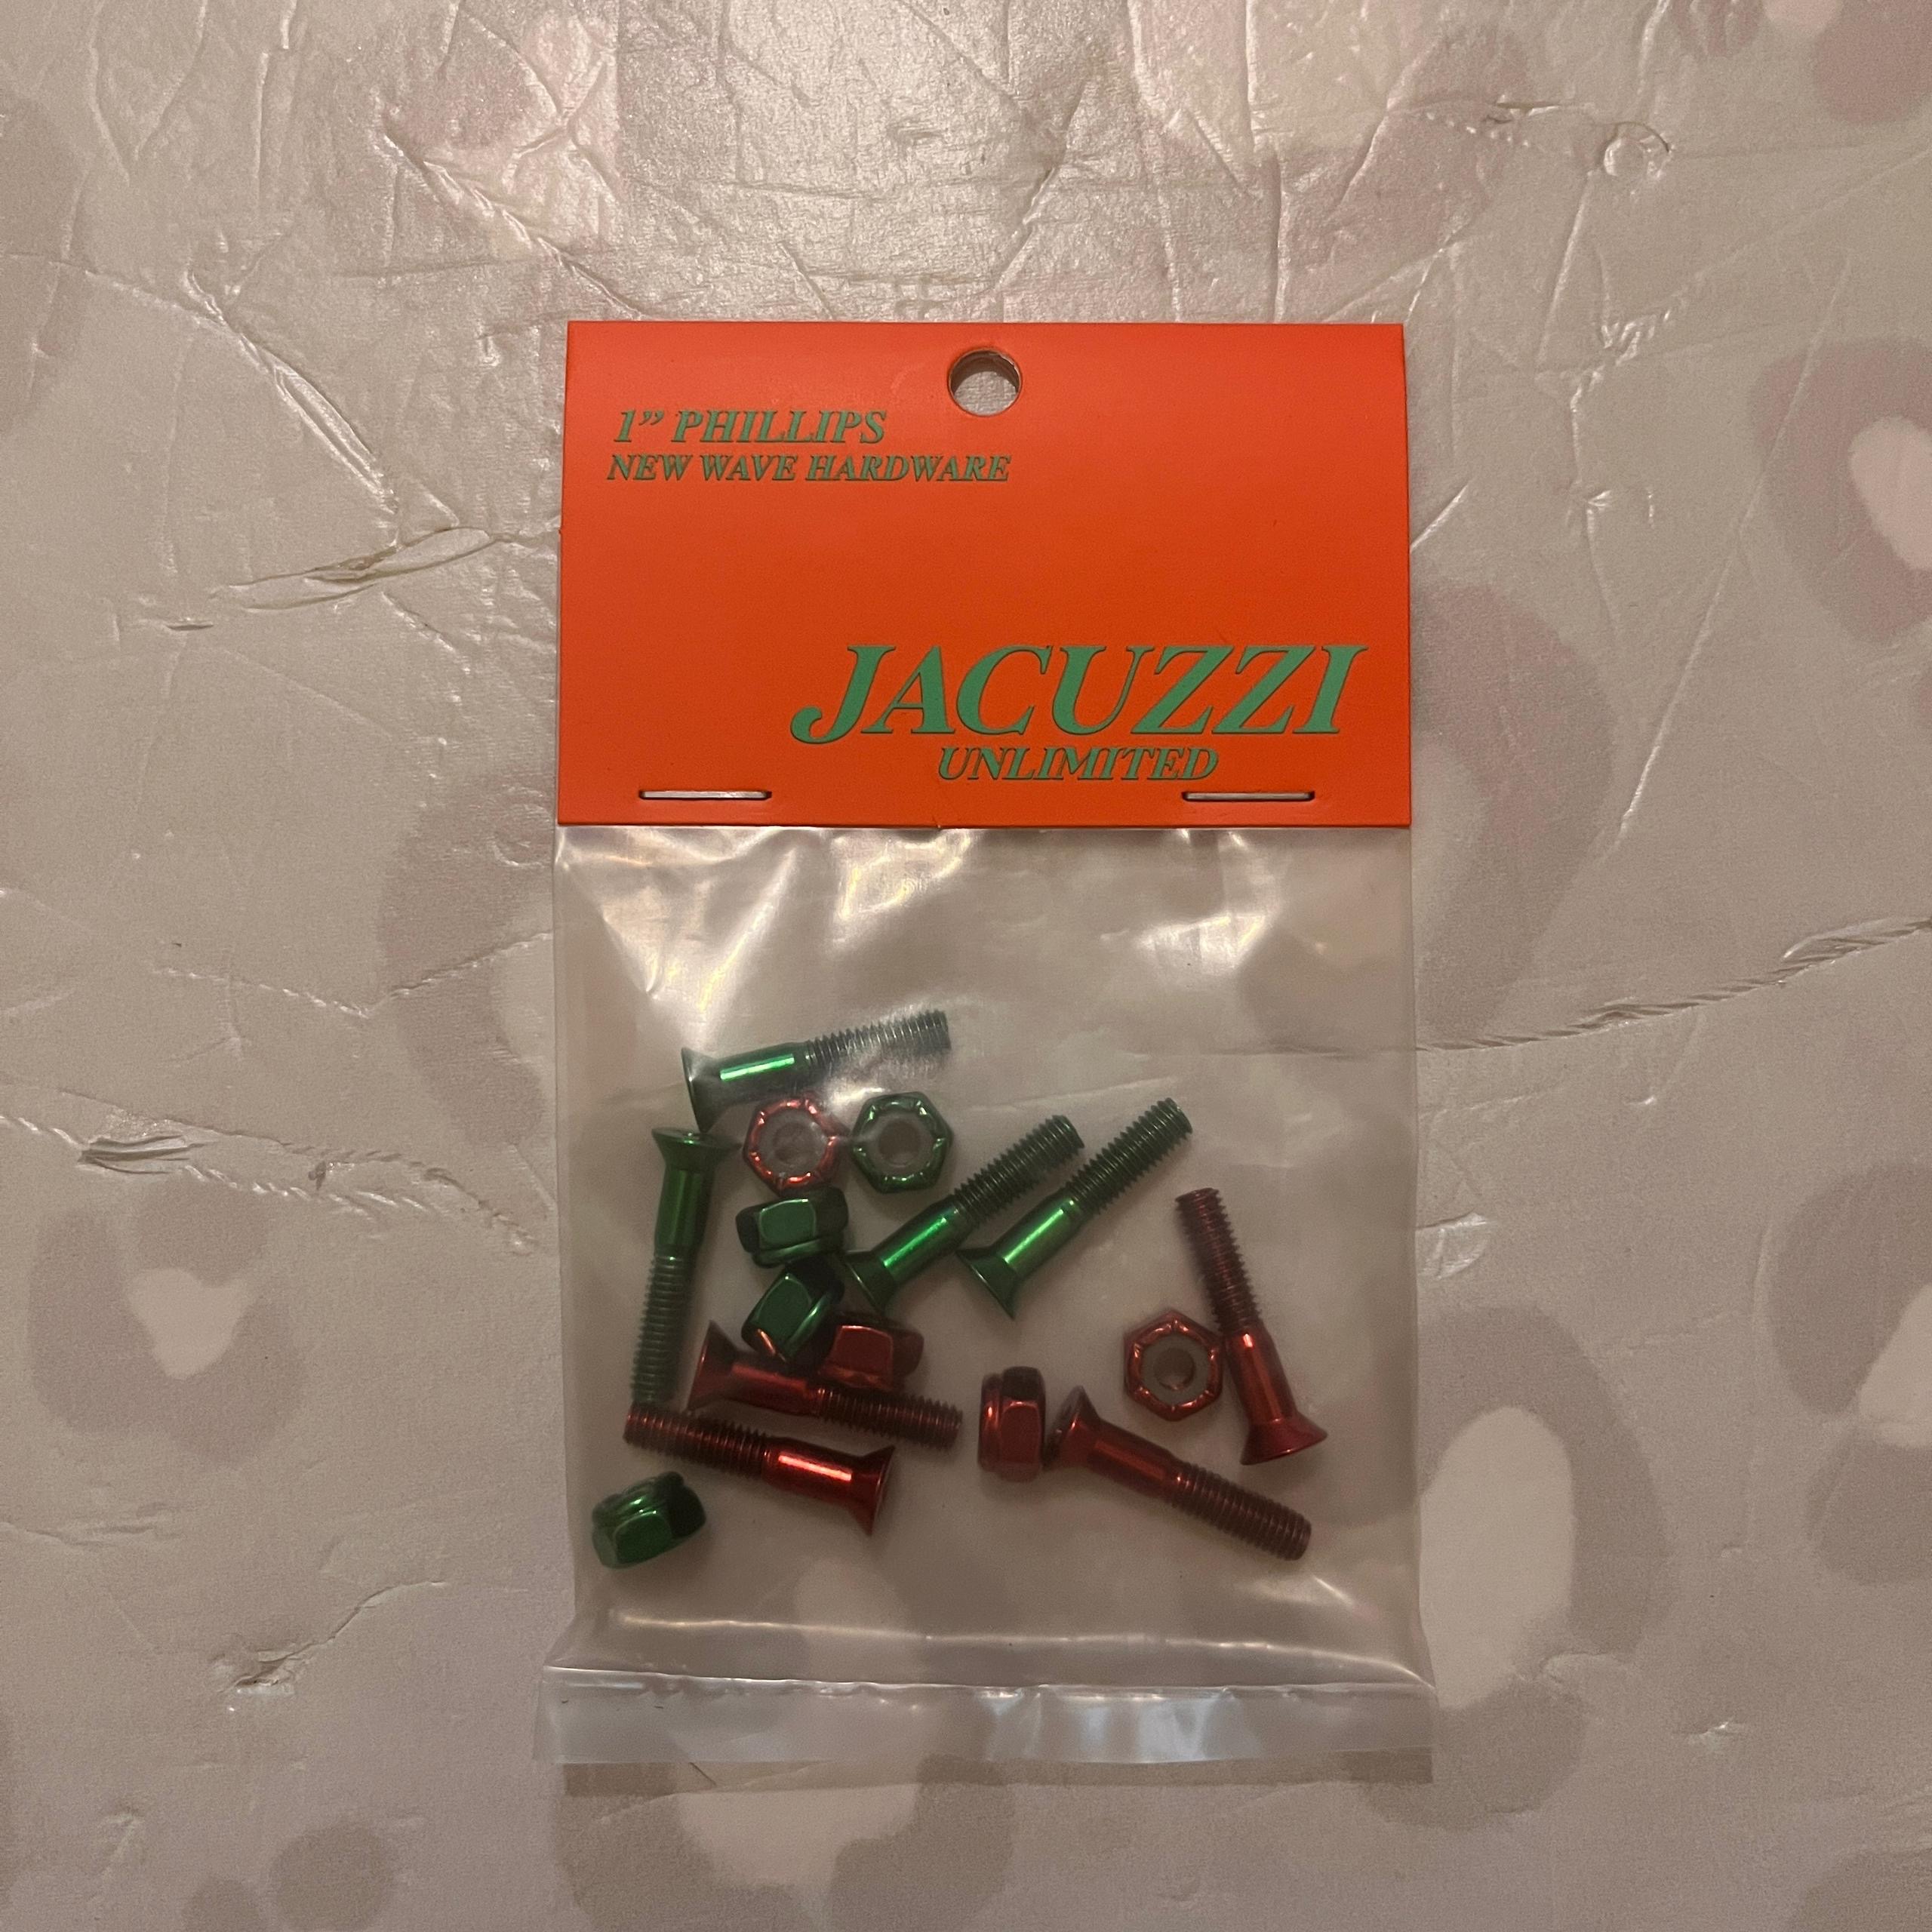 1” PHILLIPS
NEW WAVE HARDWARE
JACUZZI
UNLIMITED